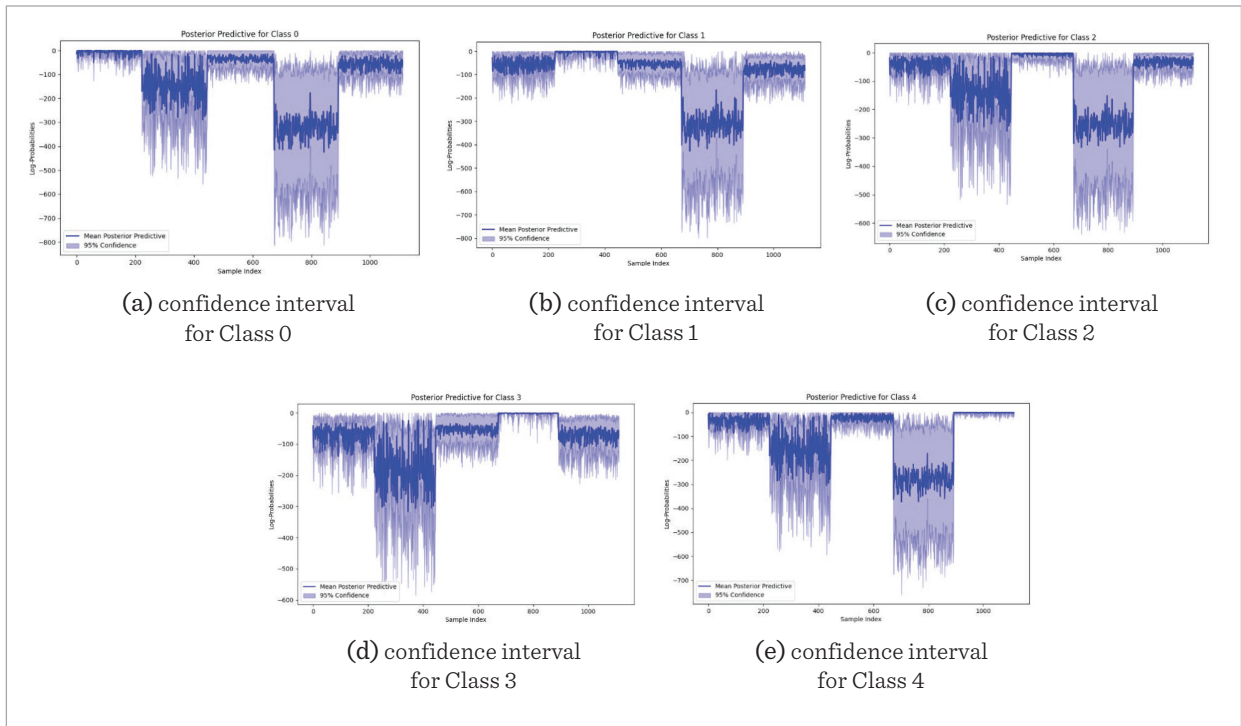 Posterior Predictive for Class 0
0
−100
−200
−300
−400
−500
−600
−700
−800
Log-Probabilities
Mean Posterior Predictive
95% Confidence
0 200 400 600 800 1000
Sample Index
(a) confidence interval
for Class 0
Posterior Predictive for Class 1
0
−100
−200
−300
−400
−500
−600
−700
−800
Log-Probabilities
Mean Posterior Predictive
95% Confidence
0 200 400 600 800 1000
Sample Index
(b) confidence interval
for Class 1
Posterior Predictive for Class 2
0
−100
−200
−300
−400
−500
−600
Log-Probabilities
Mean Posterior Predictive
95% Confidence
0 200 400 600 800 1000
Sample Index
(c) confidence interval
for Class 2
Posterior Predictive for Class 3
0
−100
−200
−300
−400
−500
−600
Log-Probabilities
Mean Posterior Predictive
95% Confidence
0 200 400 600 800 1000
Sample Index
(d) confidence interval
for Class 3
Posterior Predictive for Class 4
0
−100
−200
−300
−400
−500
−600
−700
Log-Probabilities
Mean Posterior Predictive
95% Confidence
0 200 400 600 800 1000
Sample Index
(e) confidence interval
for Class 4